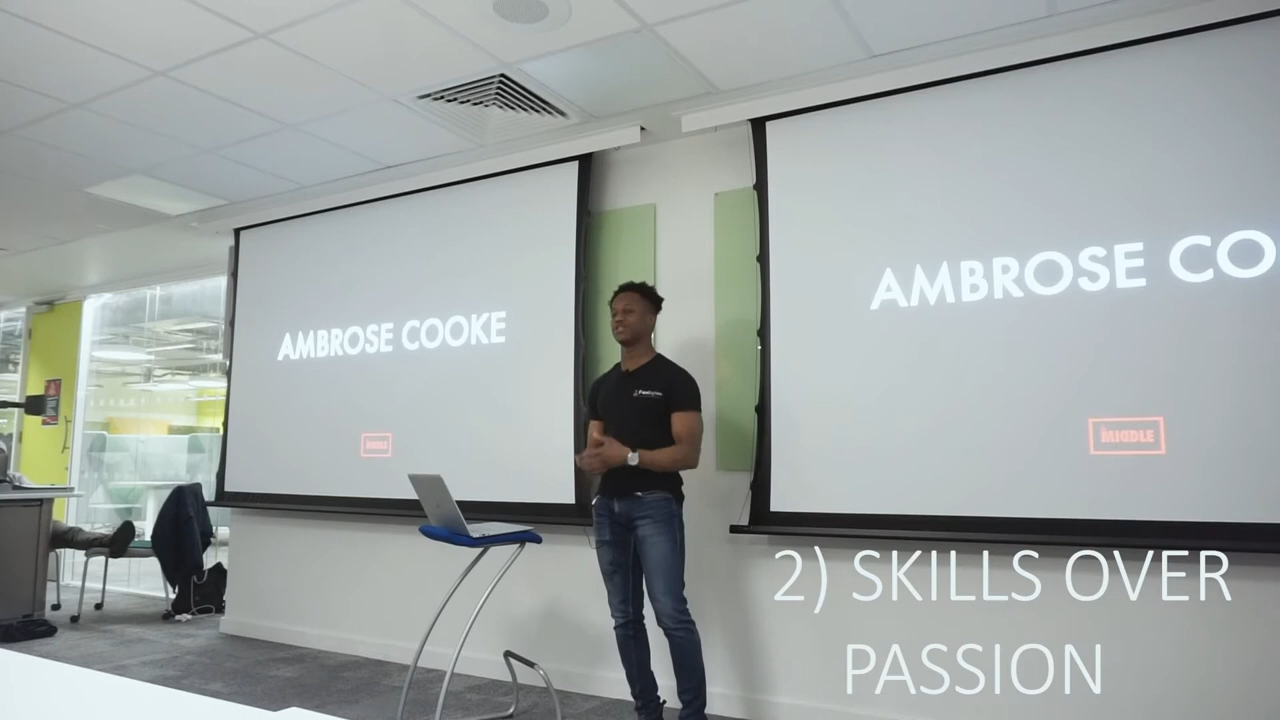 AMBROSE COOKE
AMBROSE CO
MIDDLE
MIDDLE
2) SKILLS OVER
PASSION